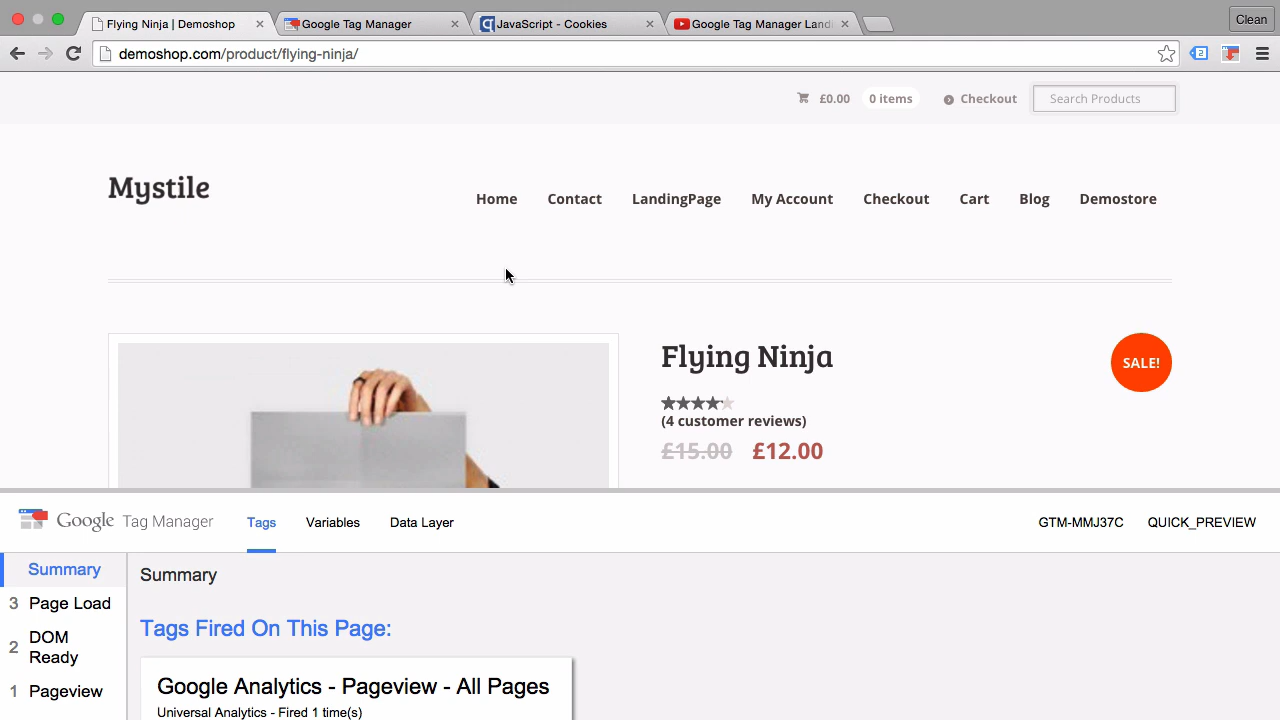 Flying Ninja | Demoshop
Google Tag Manager
JavaScript - Cookies
Google Tag Manager Landi
Clean
demoshop.com/product/flying-ninja/
2
£0.00 0 items Checkout Search Products
Mystile
Home Contact LandingPage My Account Checkout Cart Blog Demostore
Flying Ninja
SALE!
(4 customer reviews)
£15.00 £12.00
Google Tag Manager Tags Variables Data Layer GTM-MMJ37C QUICK_PREVIEW
Summary
3 Page Load
2 DOM
Ready
1 Pageview
Summary
Tags Fired On This Page:
Google Analytics - Pageview - All Pages
Universal Analytics - Fired 1 time(s)